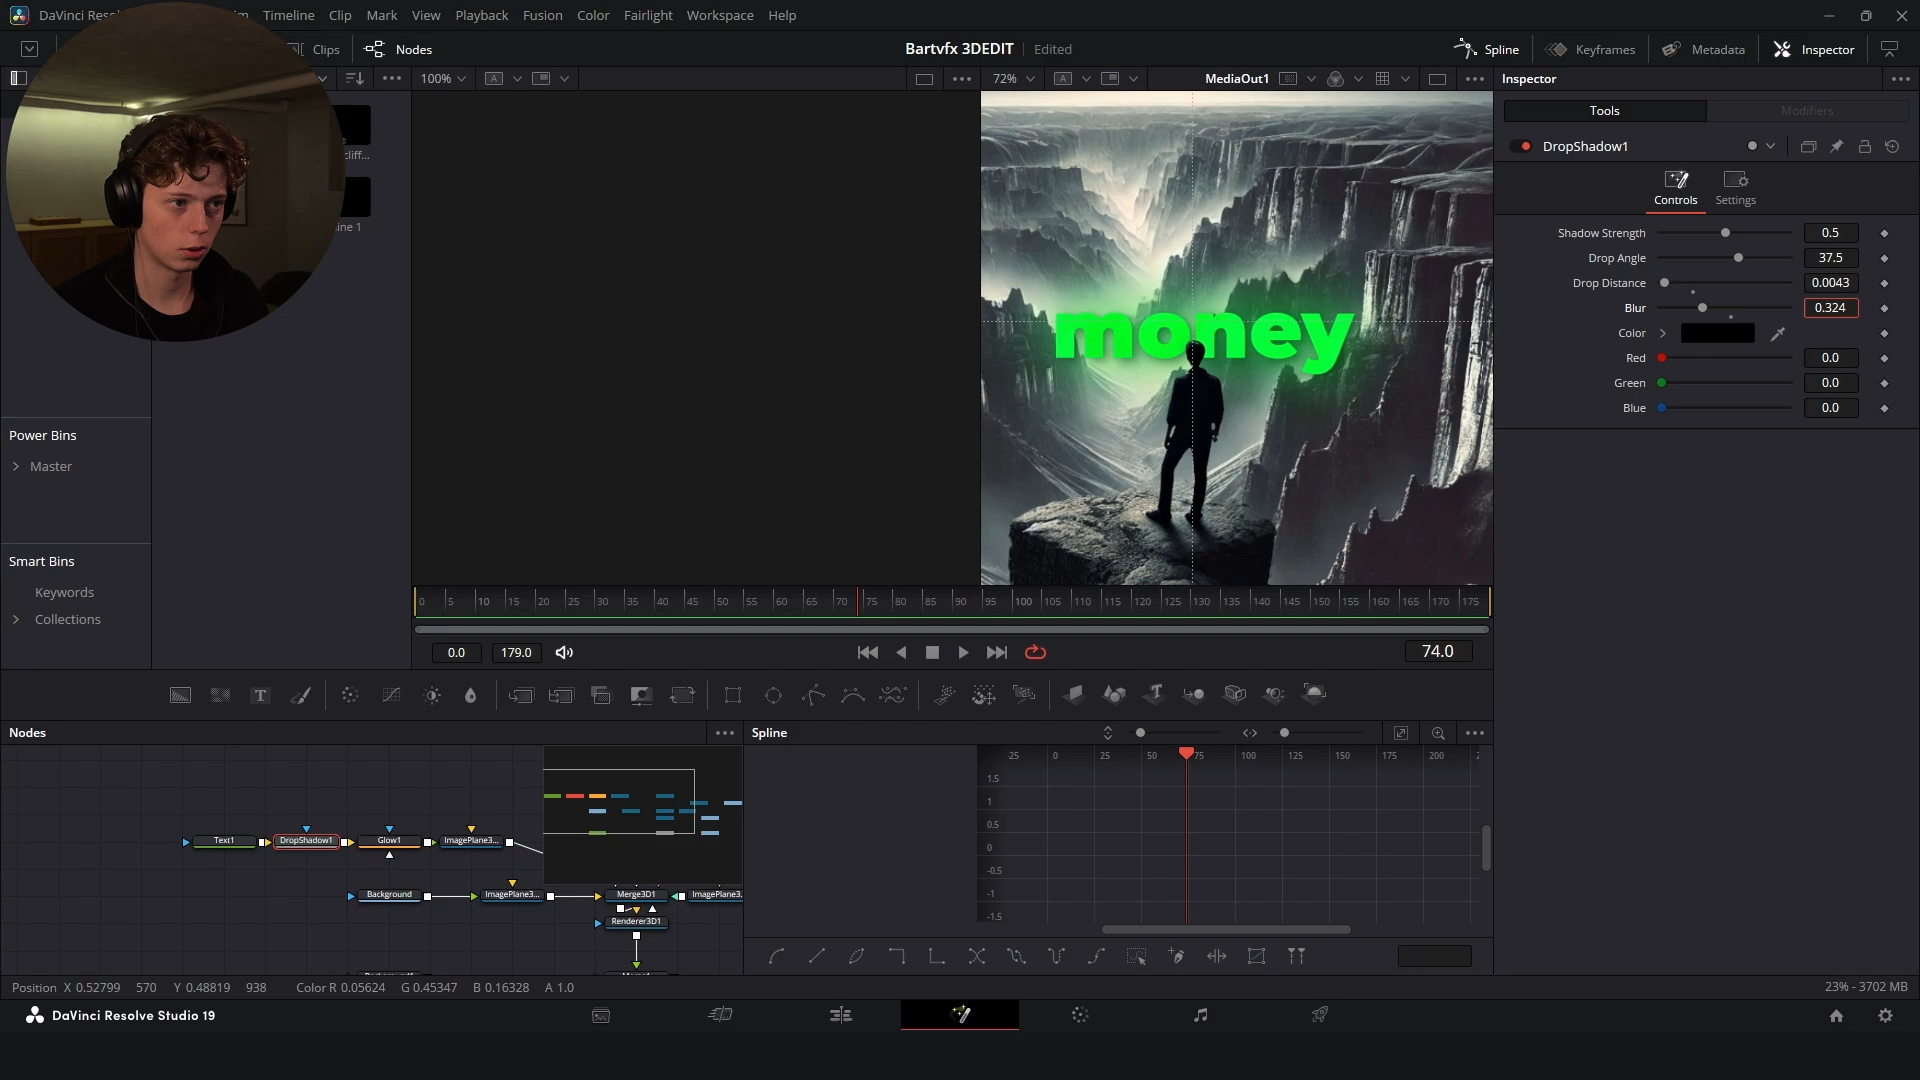 DaVinci Res
Timeline
Clip
Mark
View
Playback
Fusion
Color
Fairlight
Workspace
Help
Clips
Nodes
Bartvfx 3DEDIT
Edited
Spline
Keyframes
Metadata
Inspector
100%
A
72%
A
MediaOut1
Inspector
Tools
Modifiers
DropShadow1
Controls
Settings
Shadow Strength 0.5
Drop Angle 37.5
Drop Distance 0.0043
Blur 0.324
Color
Red 0.0
Green 0.0
Blue 0.0
cliff...
ine 1
money
Power Bins
Master
Smart Bins
Keywords
Collections
0 5 10 15 20 25 30 35 40 45 50 55 60 65 70 75 80 85 90 95 100 105 110 115 120 125 130 135 140 145 150 155 160 165 170 175
0.0 179.0
74.0
Nodes
Spline
Text1
DropShadow1
Glow1
ImagePlane3...
Background
ImagePlane3...
Merge3D1
ImagePlane3.
Renderer3D1
-25 0 25 50 75 100 125 150 175 200
1.5
1
0.5
0
-0.5
-1
-1.5
Position X 0.52799 570 Y 0.48819 938 Color R 0.05624 G 0.45347 B 0.16328 A 1.0
23% - 3702 MB
DaVinci Resolve Studio 19